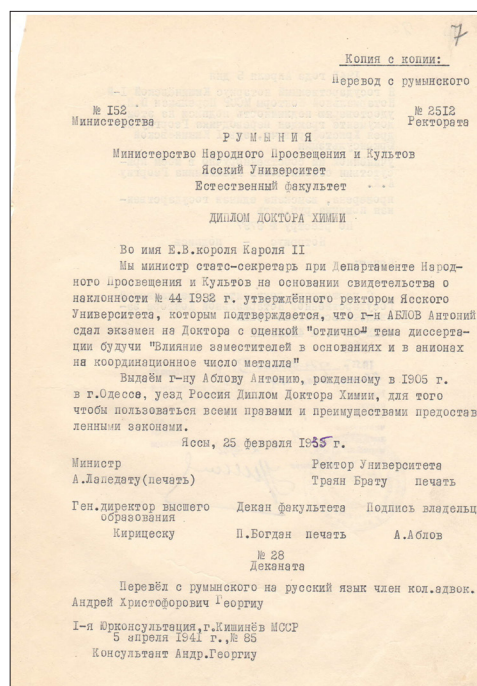 7
Копия с копии:
Перевод с румынского
№ 152 № 2512
Министерства Ректората
РУМЫНИЯ
Министерство Народного Просвещения и Культов
Ясский Университет
Естественный факультет
ДИПЛОМ ДОКТОРА ХИМИИ
Во имя Е.В.короля Кароля II
Мы министр статс-секретарь при Департаменте Народ-
ного Просвещения и Культов на основании свидетельства о
наклонности № 44 1932 г. утверждённого ректором Ясского
Университета, которым подтверждается, что г-н АБЛОВ Антоний
сдал экзамен на Доктора с оценкой "отлично" тема диссерта-
ции будучи "Влияние заместителей в основаниях и в анионах
на координационное число металла"
Выдаём г-ну Аблову Антонию, рожденному в 1905 г.
в г.Одесса, уезд Россия Диплом Доктора Химии, для того
чтобы пользоваться всеми правами и преимуществами предостав
ленными законами.
Яссы, 25 февраля 1935 г.
Министр Ректор Университета
А.Лапедату(печать) Траян Брату печать
Ген.директор высшего Декан факультета Подпись владельц
образования
Кирицеску П.Богдан печать А.Аблов
№ 28
Деканата
Перевёл с румынского на русский язык член кол.адвок.
Андрей Христофорович Георгиу
I-я Юрконсультация,г.Кишинёв МССР
5 апреля 1941 г.,№ 85
Консультант Андр.Георгиу